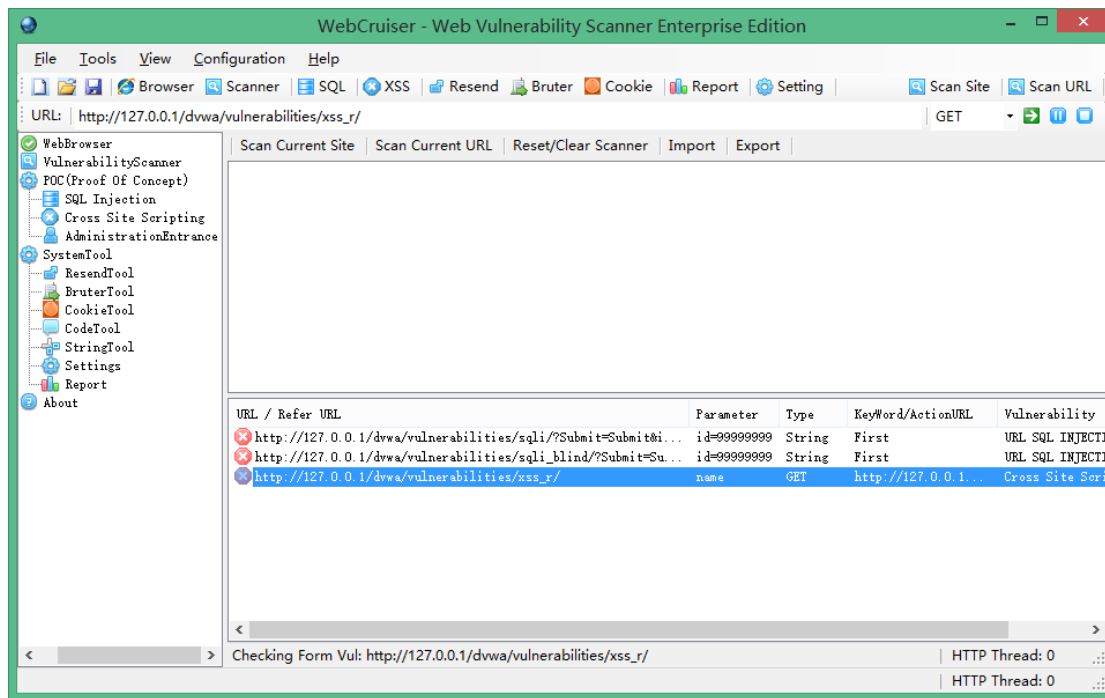 WebCruiser - Web Vulnerability Scanner Enterprise Edition
File Tools View Configuration Help
Browser Scanner SQL XSS Resend Bruter Cookie Report Setting Scan Site Scan URL
URL: http://127.0.0.1/dvwa/vulnerabilities/xss_r/ GET
WebBrowser
VulnerabilityScanner
POC(Proof Of Concept)
SQL Injection
Cross Site Scripting
AdministrationEntrance
SystemTool
ResendTool
BruterTool
CookieTool
CodeTool
StringTool
Settings
Report
About
Scan Current Site Scan Current URL Reset/Clear Scanner Import Export
URL / Refer URL Parameter Type KeyWord/ActionURL Vulnerability
http://127.0.0.1/dvwa/vulnerabilities/sqli/?Submit=Submit&i... id=99999999 String First URL SQL INJECTI
http://127.0.0.1/dvwa/vulnerabilities/sqli_blind/?Submit=Su... id=99999999 String First URL SQL INJECTI
http://127.0.0.1/dvwa/vulnerabilities/xss_r/ name GET http://127.0.0.1... Cross Site Scri
Checking Form Vul: http://127.0.0.1/dvwa/vulnerabilities/xss_r/ HTTP Thread: 0
HTTP Thread: 0